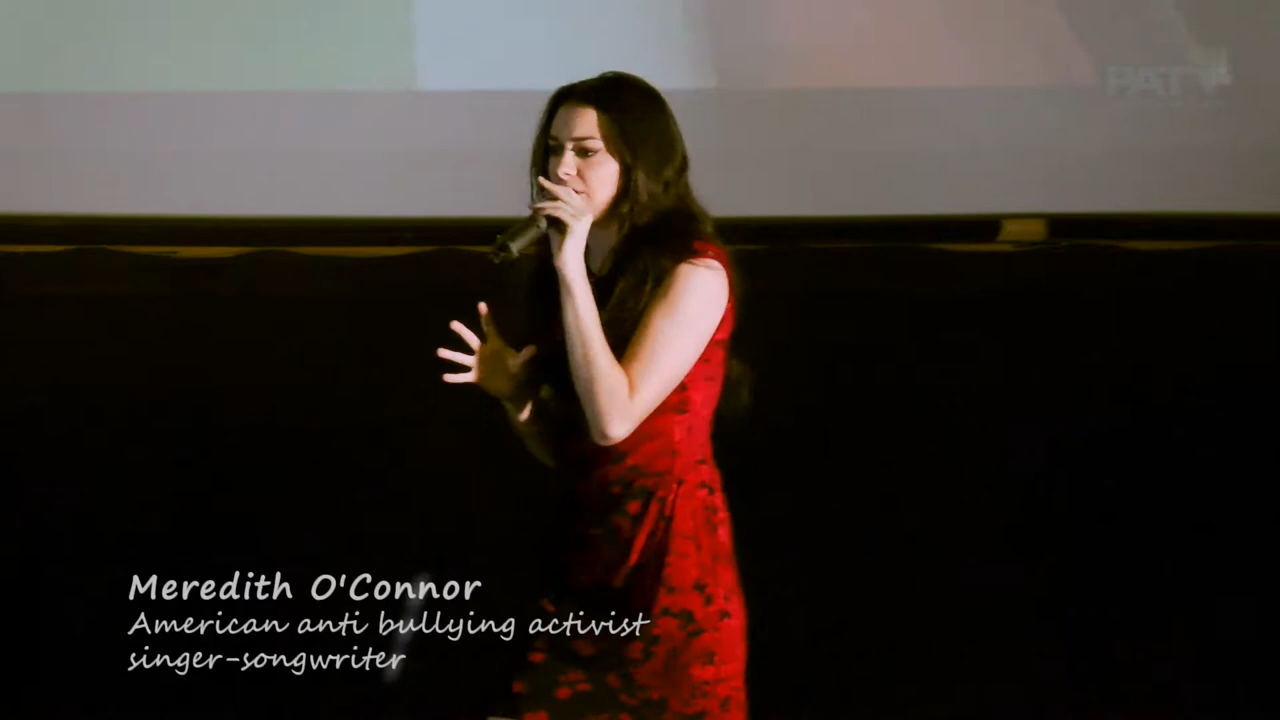 Meredith O'Connor
American anti bullying activist
singer-songwriter